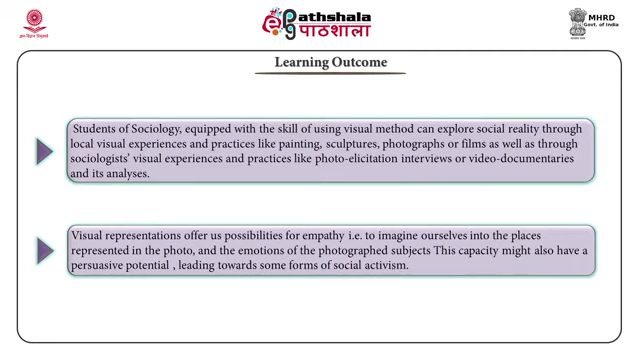 Pathshala
पाठशाला
MHRD
Govt. of India
Learning Outcome
Students of Sociology, equipped with the skill of using visual method can explore social reality through
local visual experiences and practices like painting, sculptures, photographs or films as well as through
sociologists' visual experiences and practices like photo-elicitation interviews or video-documentaries
and its analyses.
Visual representations offer us possibilities for empathy i.e. to imagine ourselves into the places
represented in the photo, and the emotions of the photographed subjects This capacity might also have a
persuasive potential , leading towards some forms of social activism.